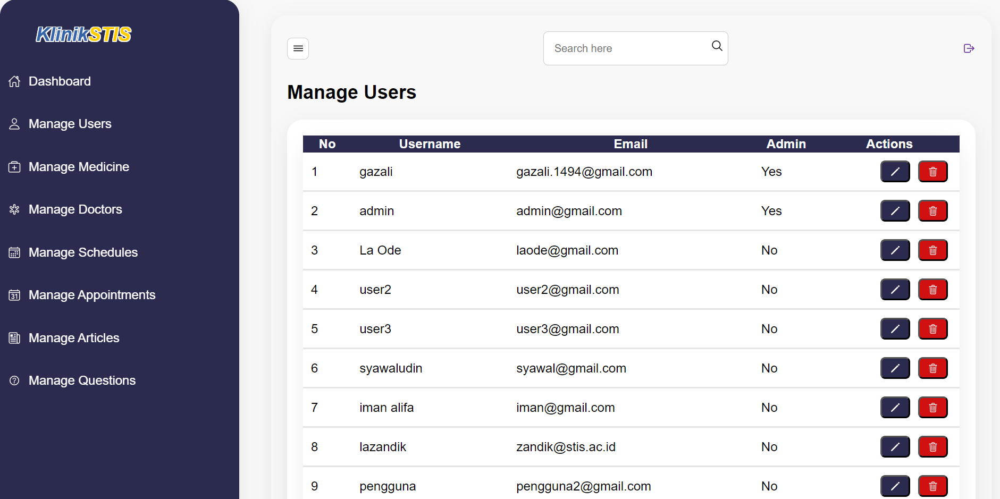 KlinikSTIS
Dashboard
Manage Users
Manage Medicine
Manage Doctors
Manage Schedules
31 Manage Appointments
Manage Articles
? Manage Questions
Search here
Manage Users
No Username Email Admin Actions
1 gazali gazali.1494@gmail.com Yes
2 admin admin@gmail.com Yes
3 La Ode laode@gmail.com No
4 user2 user2@gmail.com No
5 user3 user3@gmail.com No
6 syawaludin syawal@gmail.com No
7 iman alifa iman@gmail.com No
8 lazandik zandik@stis.ac.id No
9 pengguna pengguna2@gmail.com No